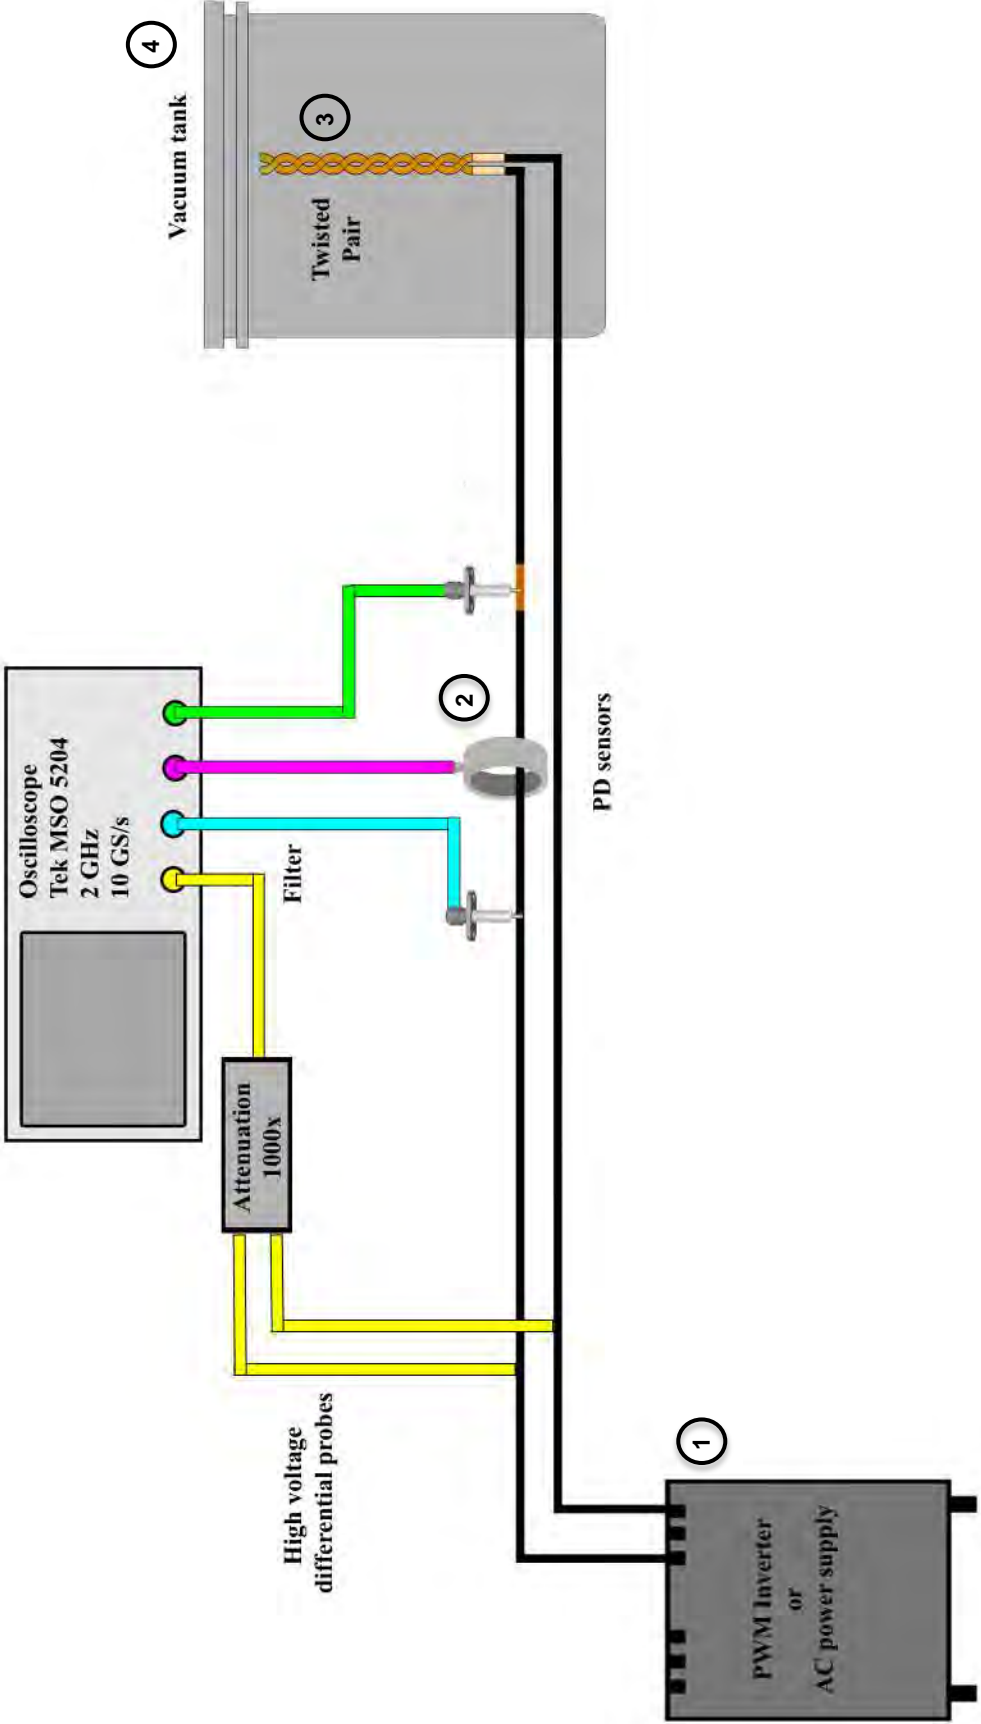 Oscilloscope
Tek MSO 5204
2 GHz
10 GS/s
Attenuation
1000x
Filter
High voltage
differential probes
PD sensors
Vacuum tank
Twisted
Pair
PWM Inverter
or
AC power supply
1
2
3
4